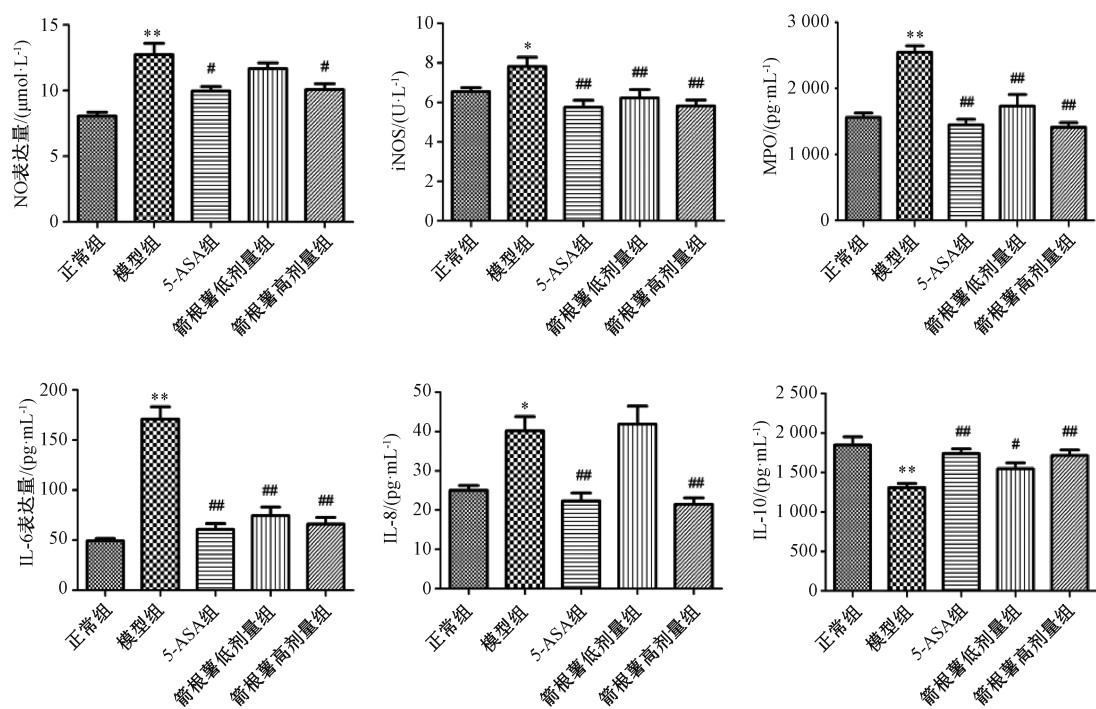 NO表达量/(μmol·L-1)
15
10
5
0
**
#
#
正常组
模型组
5-ASA组
箭根薯低剂量组
箭根薯高剂量组
iNOS/(U·L-1)
10
8
6
4
2
0
*
##
##
##
正常组
模型组
5-ASA组
箭根薯低剂量组
箭根薯高剂量组
MPO/(pg·mL-1)
3 000
2 000
1 000
0
**
##
##
##
正常组
模型组
5-ASA组
箭根薯低剂量组
箭根薯高剂量组
IL-6表达量/(pg·mL-1)
200
150
100
50
0
**
##
##
##
正常组
模型组
5-ASA组
箭根薯低剂量组
箭根薯高剂量组
IL-8/(pg·mL-1)
50
40
30
20
10
0
*
##
##
正常组
模型组
5-ASA组
箭根薯低剂量组
箭根薯高剂量组
IL-10/(pg·mL-1)
2 500
2 000
1 500
1 000
500
0
**
##
#
##
正常组
模型组
5-ASA组
箭根薯低剂量组
箭根薯高剂量组